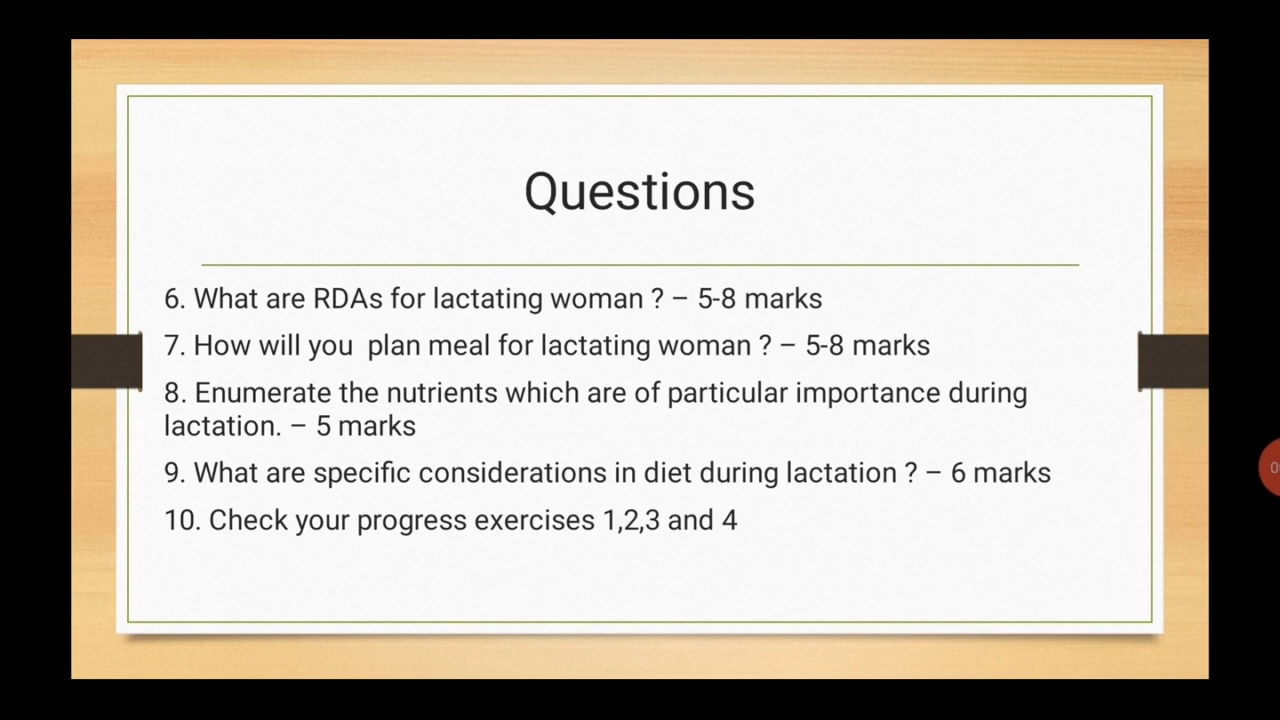 Questions
6. What are RDAs for lactating woman ? – 5-8 marks
7. How will you  plan meal for lactating woman ? – 5-8 marks
8. Enumerate the nutrients which are of particular importance during
lactation. – 5 marks
9. What are specific considerations in diet during lactation ? – 6 marks
10. Check your progress exercises 1,2,3 and 4